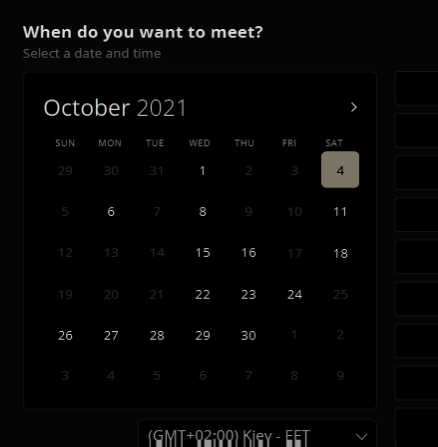 When do you want to meet?
Select a date and time
October 2021
SUN MON TUE WED THU FRI SAT
29 30 31 1 2 3 4
5 6 7 8 9 10 11
12 13 14 15 16 17 18
19 20 21 22 23 24 25
26 27 28 29 30 1 2
3 4 5 6 7 8 9
(GMT+02:00) Kiev - EET